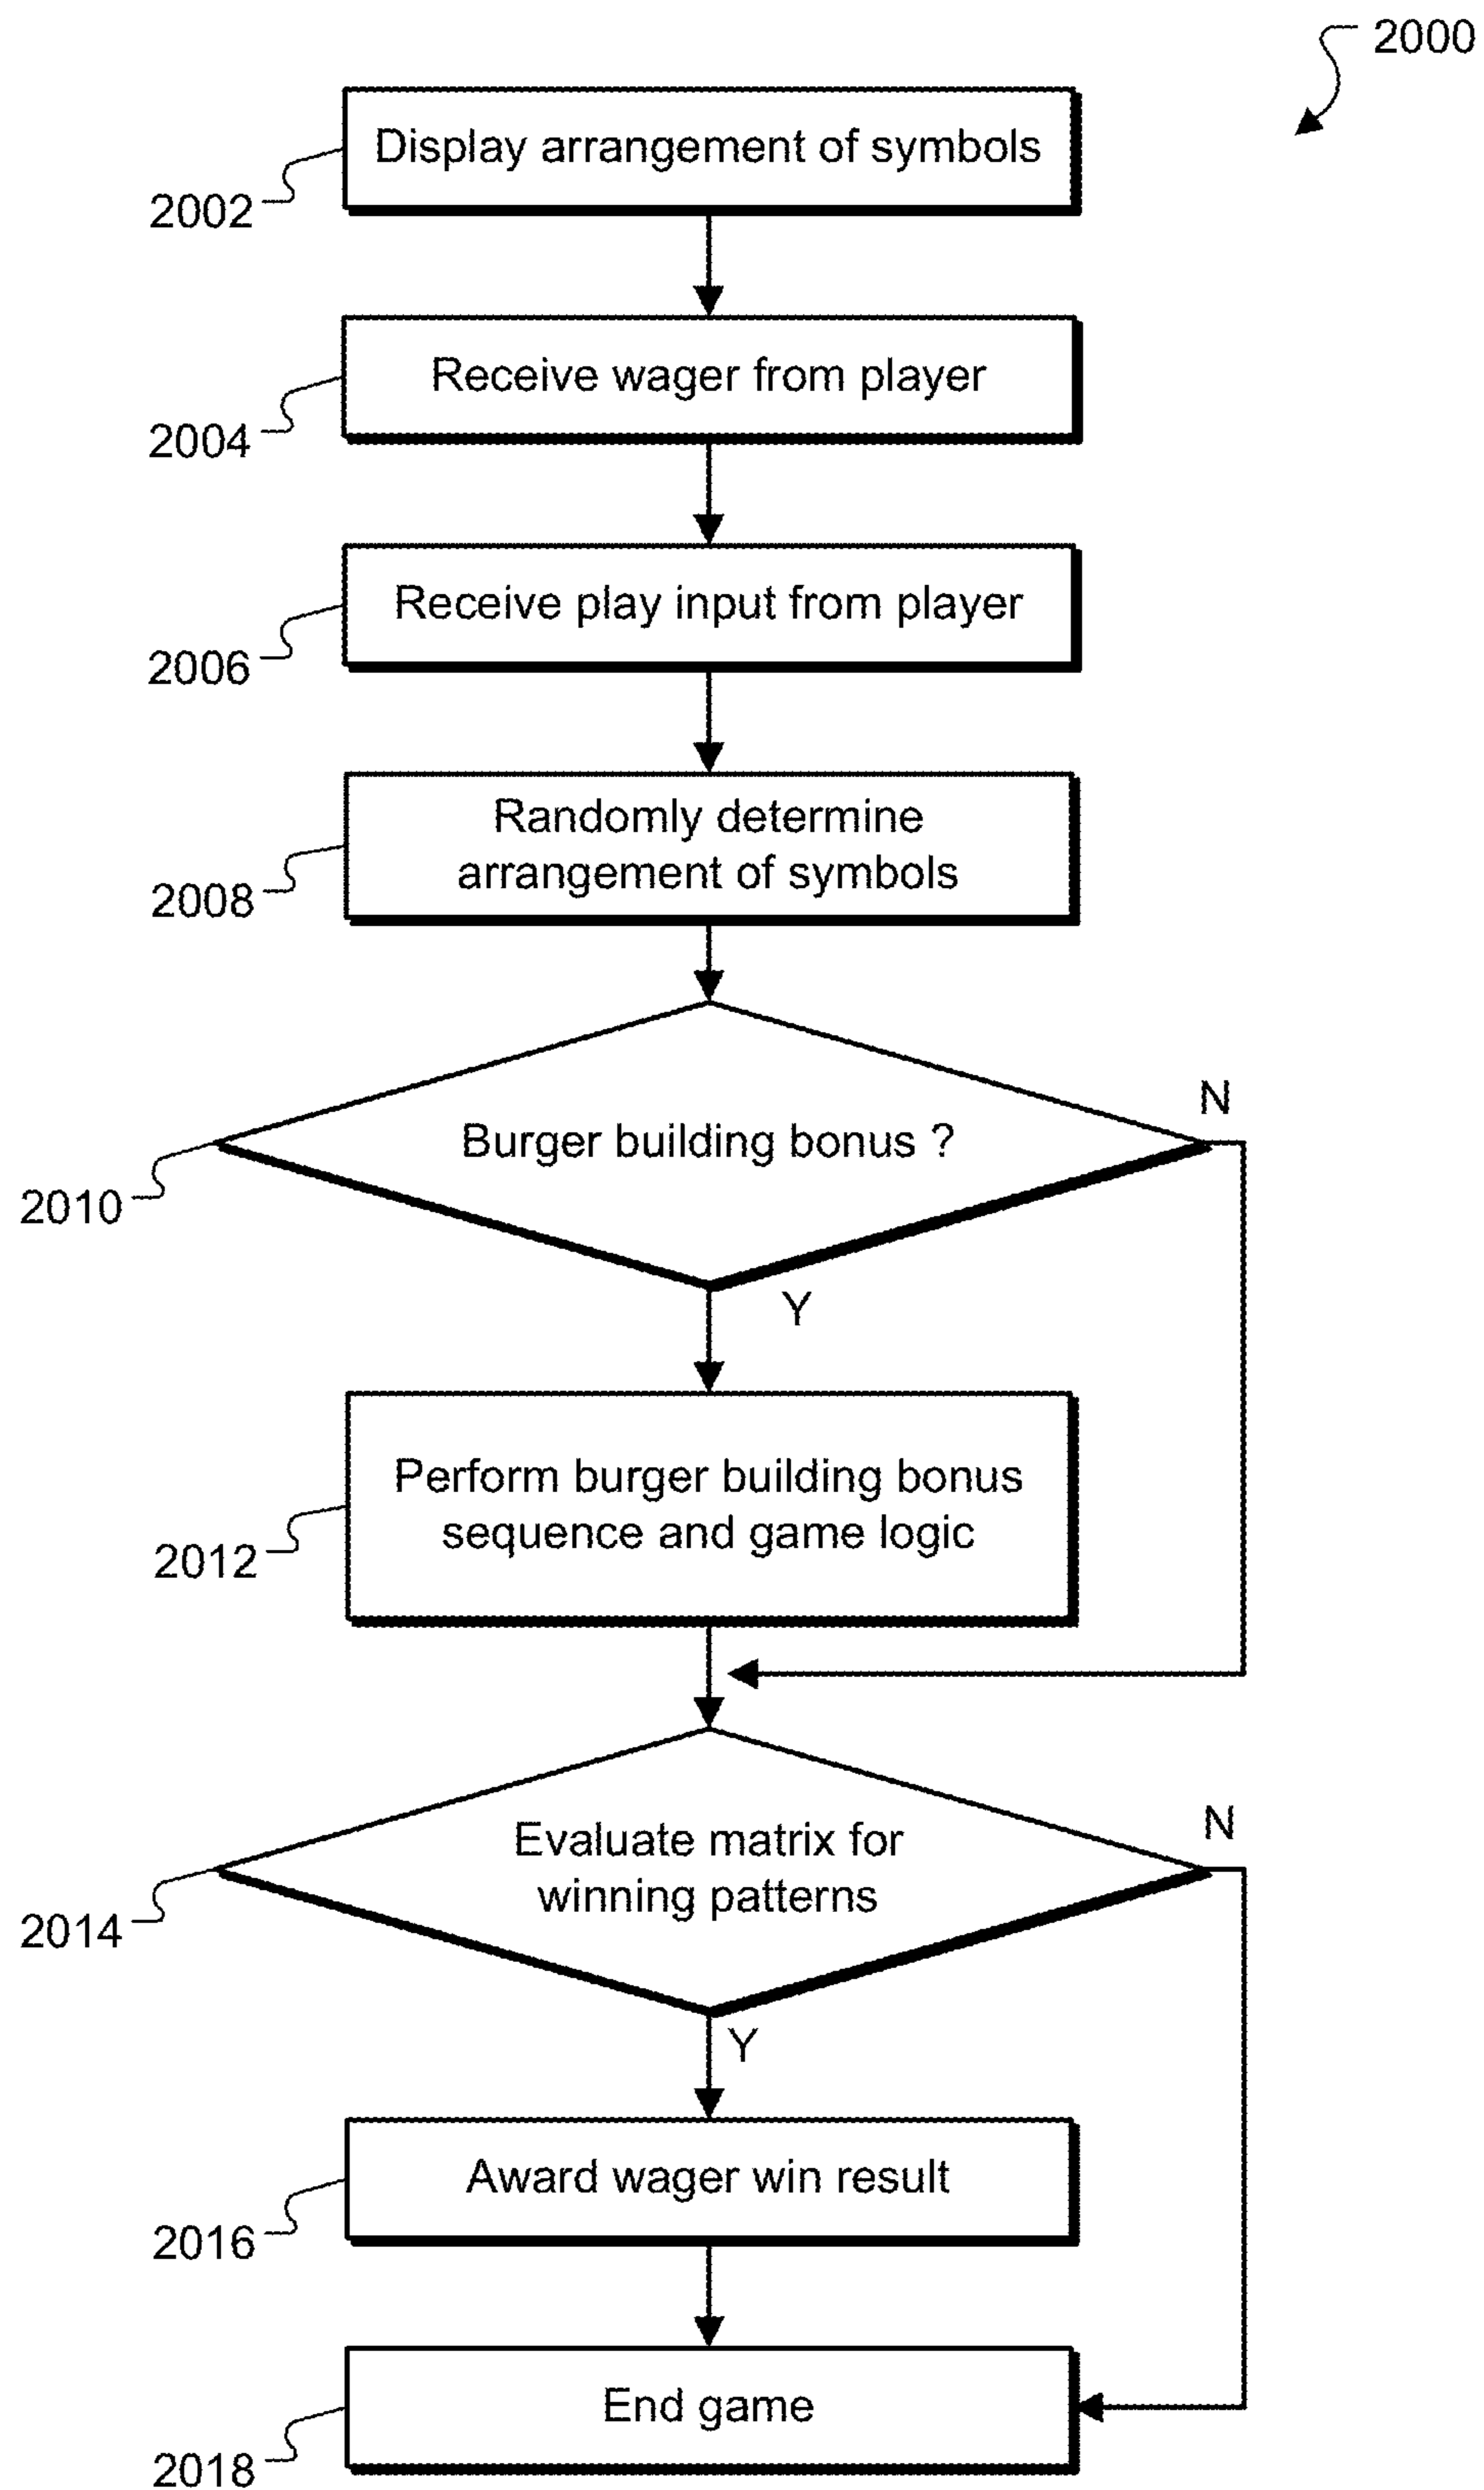 2000
Display arrangement of symbols
2002
Receive wager from player
2004
Receive play input from player
2006
Randomly determine
arrangement of symbols
2008
Burger building bonus ?
N
2010
Y
Perform burger building bonus
sequence and game logic
2012
Evaluate matrix for
winning patterns
N
2014
Y
Award wager win result
2016
End game
2018